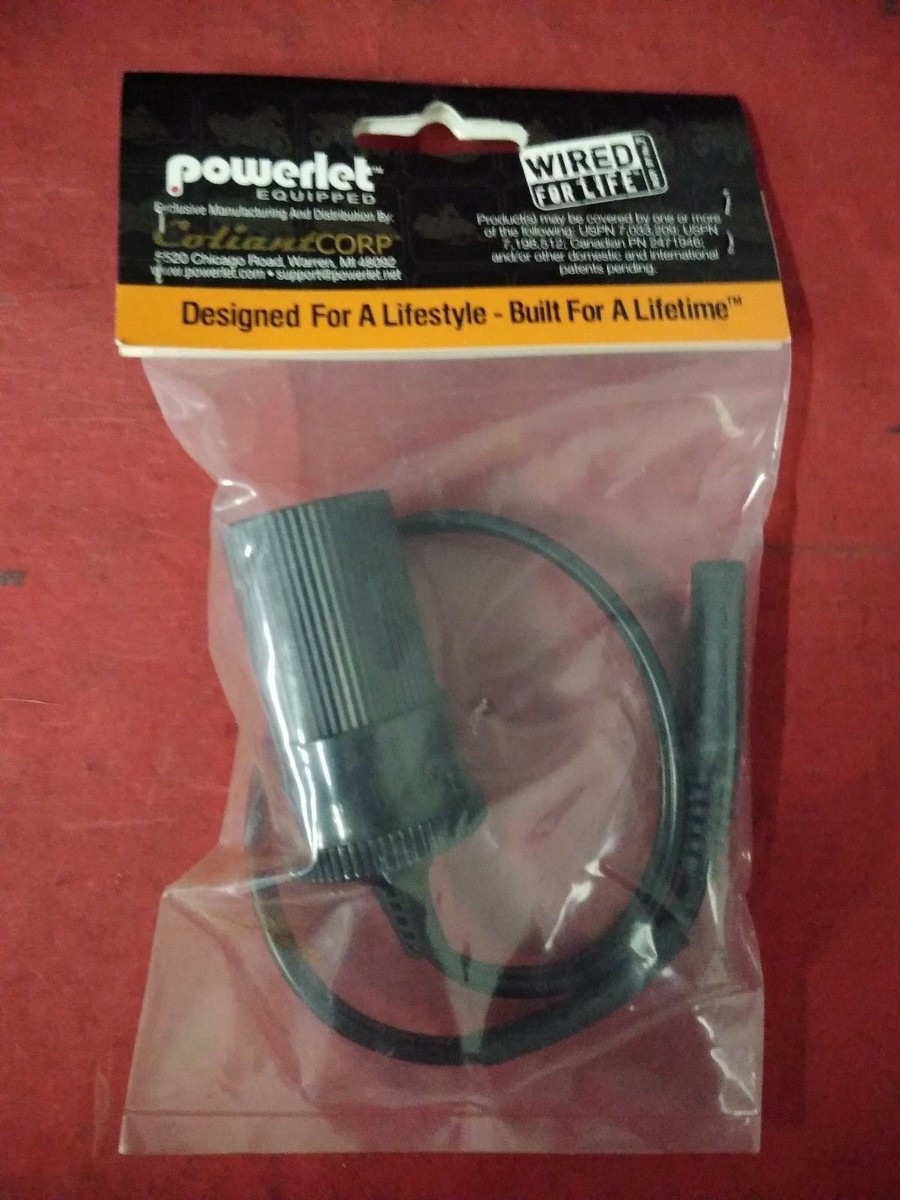 powerlet™
EQUIPPED
Exclusive Manufacturing And Distribution By:
ColiantCORP
5520 Chicago Road, Warren, MI 48092
www.powerlet.com • support@powerlet.net
WIRED
FOR "LIFE"™
Product(s) may be covered by one or more
of the following: USPN 7,033,209; USPN
7,198,512; Canadian PN 2471946;
and/or other domestic and international
patents pending.
Designed For A Lifestyle - Built For A Lifetime™